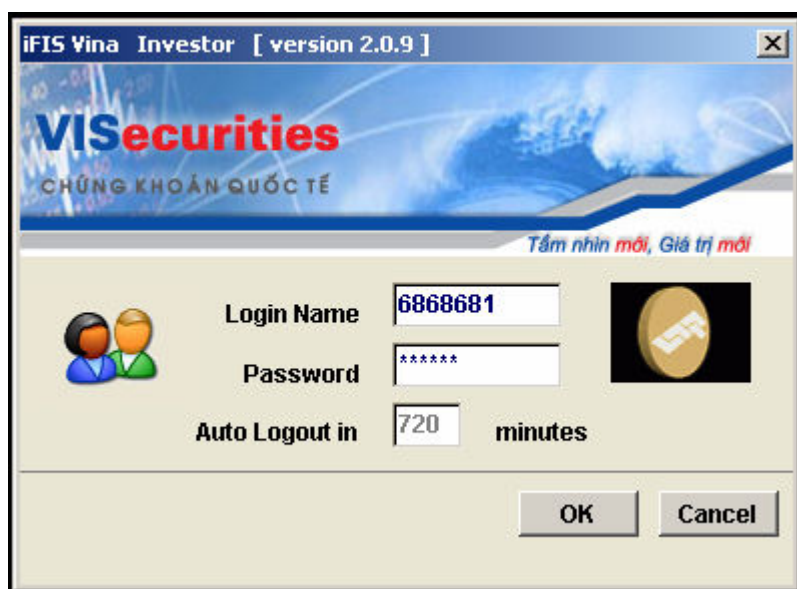 iFIS Vina Investor [ version 2.0.9 ]
VISecurities
CHỨNG KHOÁN QUỐC TẾ
Tầm nhìn mới, Giá trị mới
Login Name 6868681
Password ******
Auto Logout in 720 minutes
OK Cancel